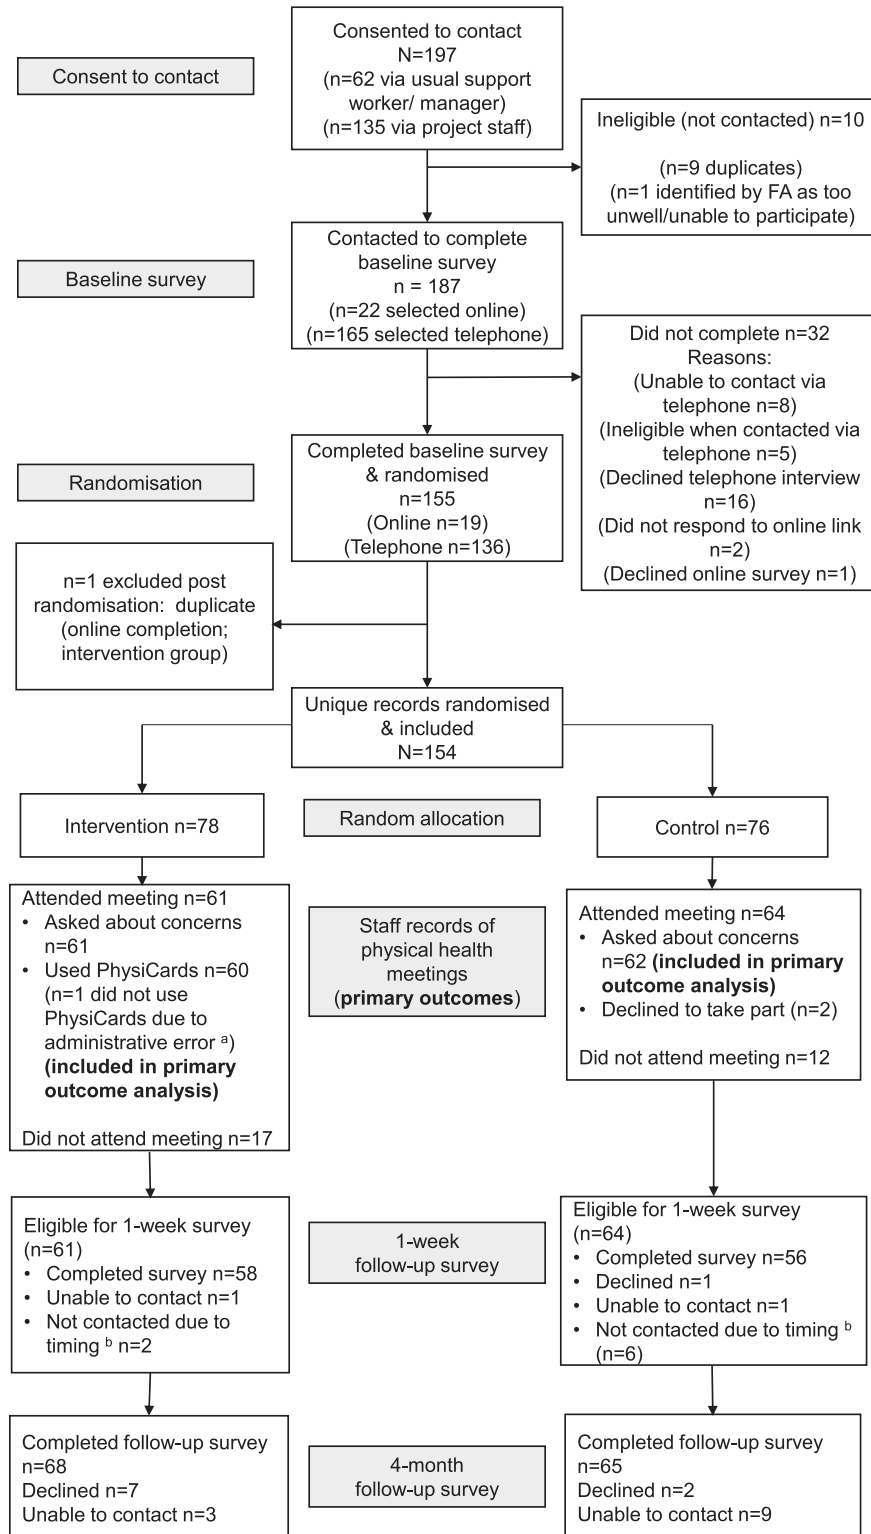 Consented to contact
N=197
(n=62 via usual support
worker/ manager)
(n=135 via project staff)
Consent to contact
Ineligible (not contacted) n=10
(n=9 duplicates)
(n=1 identified by FA as too
unwell/unable to participate)
Contacted to complete
baseline survey
n = 187
(n=22 selected online)
(n=165 selected telephone)
Baseline survey
Did not complete n=32
Reasons:
(Unable to contact via
telephone n=8)
(Ineligible when contacted via
telephone n=5)
(Declined telephone interview
n=16)
(Did not respond to online link
n=2)
(Declined online survey n=1)
Completed baseline survey
& randomised
n=155
(Online n=19)
(Telephone n=136)
Randomisation
n=1 excluded post
randomisation:  duplicate
(online completion;
intervention group)
Unique records randomised
& included
N=154
Intervention n=78
Random allocation
Control n=76
Attended meeting n=61
• Asked about concerns
n=61
• Used PhysiCards n=60
(n=1 did not use
PhysiCards due to
administrative error ᵃ)
(included in primary
outcome analysis)
Did not attend meeting n=17
Staff records of
physical health
meetings
(primary outcomes)
Attended meeting n=64
• Asked about concerns
n=62 (included in primary
outcome analysis)
• Declined to take part (n=2)
Did not attend meeting n=12
Eligible for 1-week survey
(n=61)
• Completed survey n=58
• Unable to contact n=1
• Not contacted due to
timing ᵇ n=2
1-week
follow-up survey
Eligible for 1-week survey
(n=64)
• Completed survey n=56
• Declined n=1
• Unable to contact n=1
• Not contacted due to timing ᵇ
(n=6)
Completed follow-up survey
n=68
Declined n=7
Unable to contact n=3
4-month
follow-up survey
Completed follow-up survey
n=65
Declined n=2
Unable to contact n=9